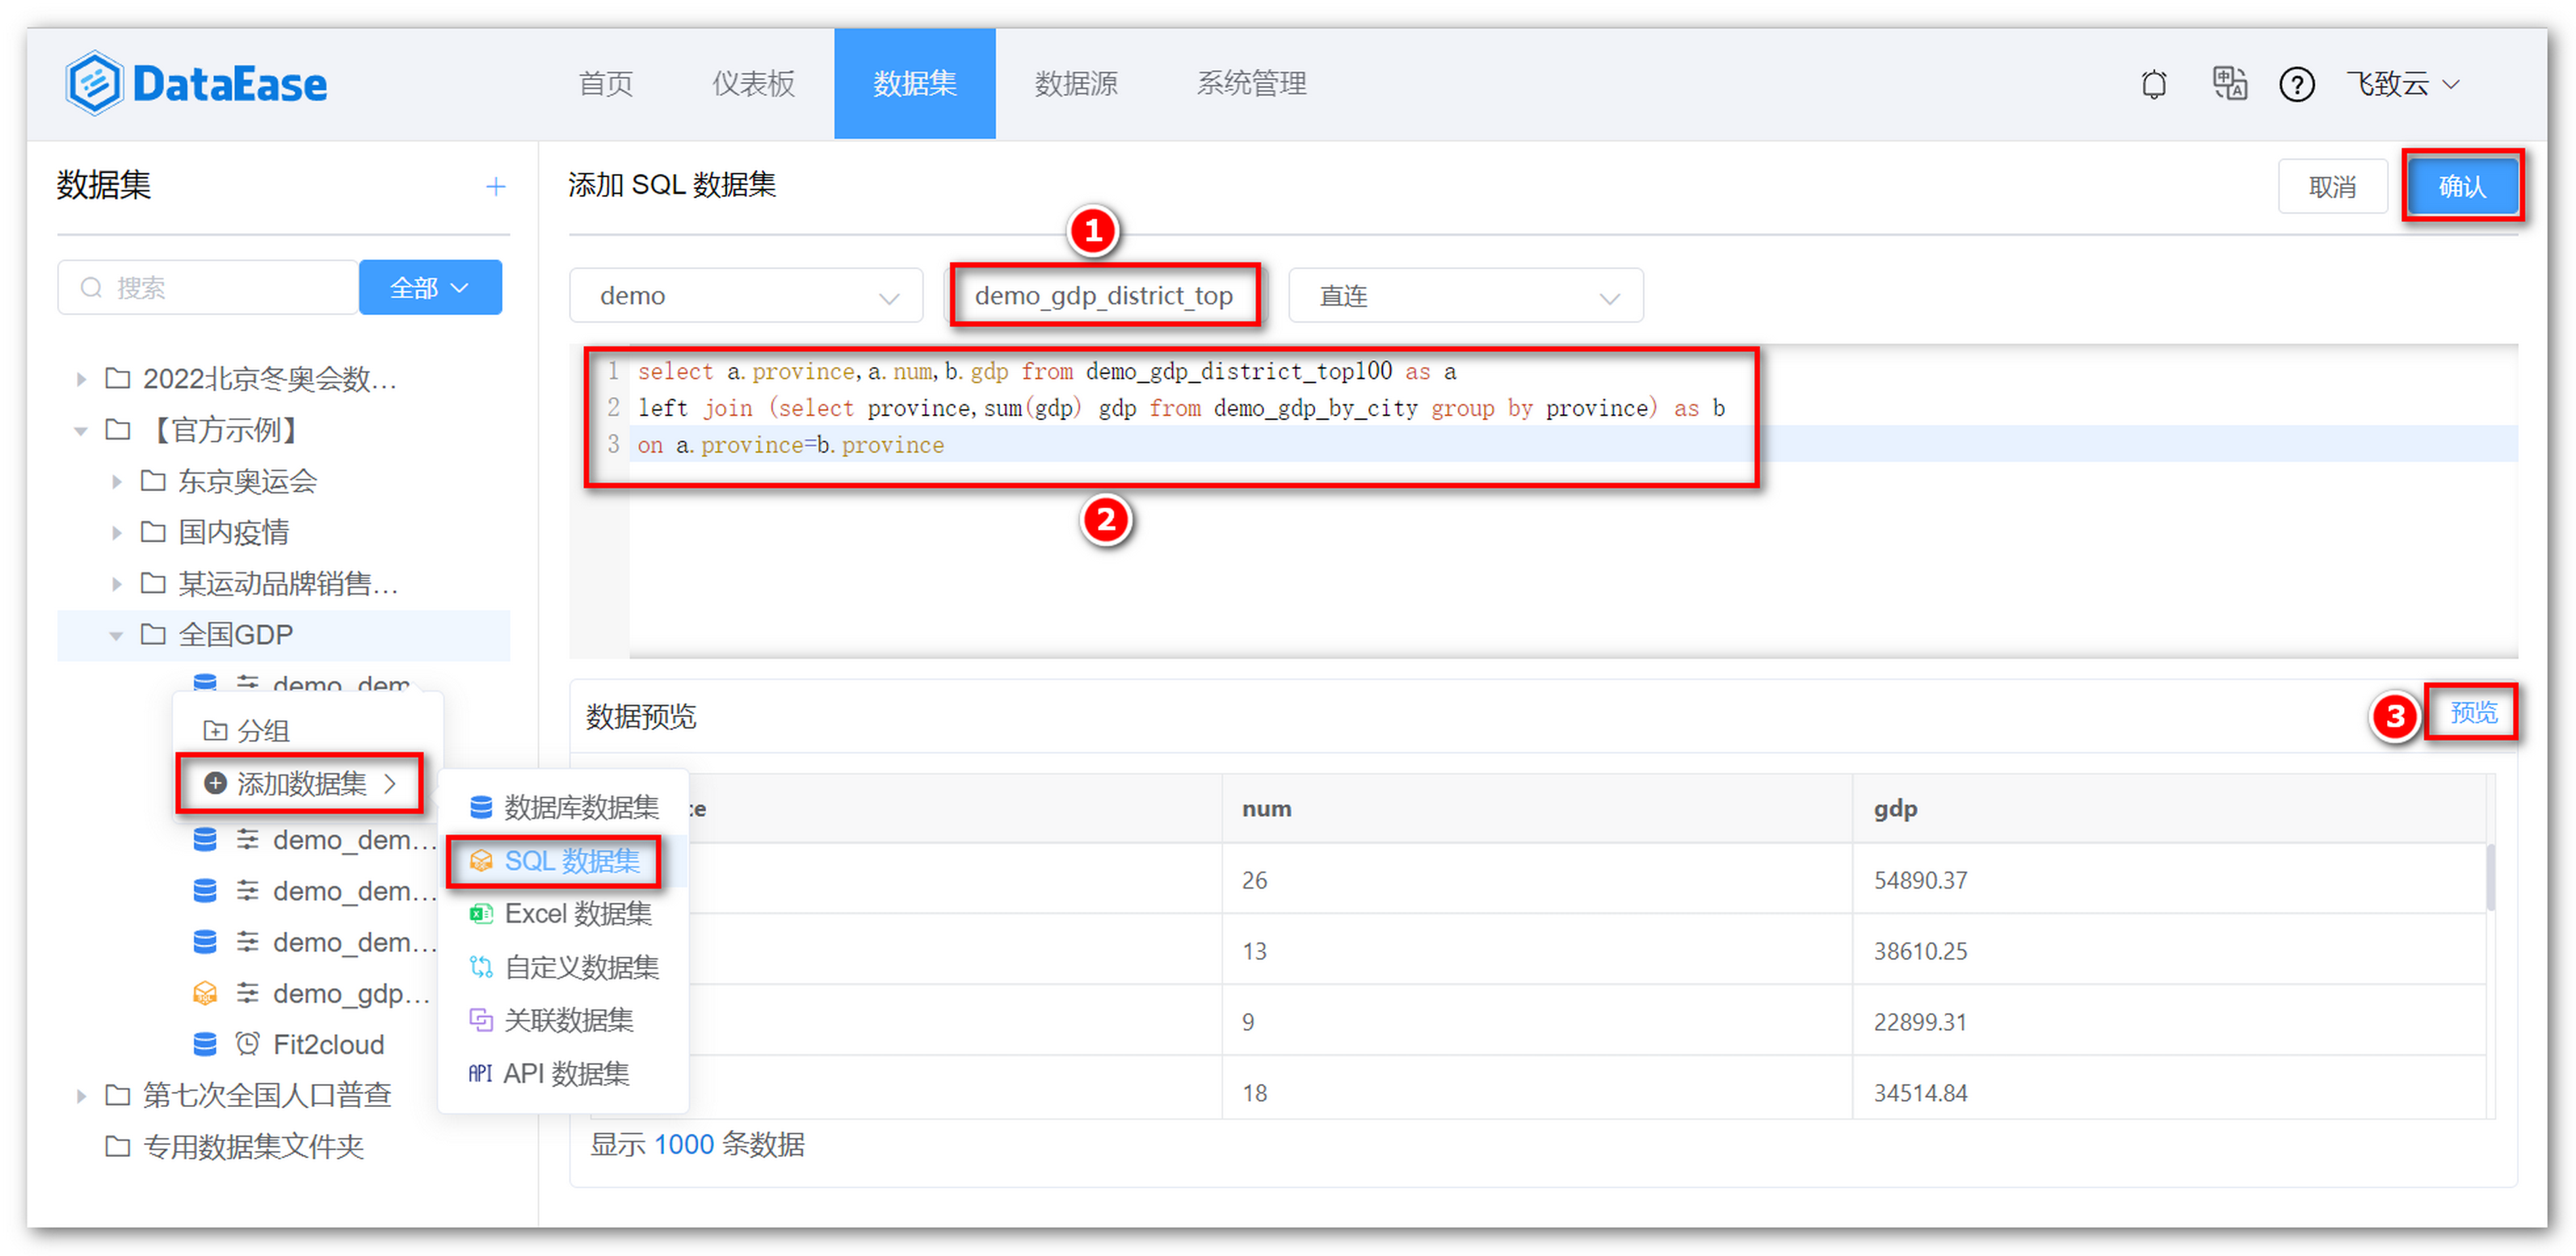 DataEase
首页 仪表板 数据集 数据源 系统管理 飞致云
数据集
添加 SQL 数据集
取消 确认
搜索 全部
1
demo demo_gdp_district_top 直连
1 select a.province,a.num,b.gdp from demo_gdp_district_top100 as a
2 left join (select province,sum(gdp) gdp from demo_gdp_by_city group by province) as b
3 on a.province=b.province
2
2022北京冬奥会数...
【官方示例】
东京奥运会
国内疫情
某运动品牌销售...
全国GDP
demo_dem
分组
添加数据集
demo_dem...
demo_dem...
demo_dem...
demo_gdp...
Fit2cloud
第七次全国人口普查
专用数据集文件夹
数据库数据集
SQL 数据集
Excel 数据集
自定义数据集
关联数据集
API API 数据集
数据预览
3 预览
ce num gdp
26 54890.37
13 38610.25
9 22899.31
18 34514.84
显示 1000 条数据